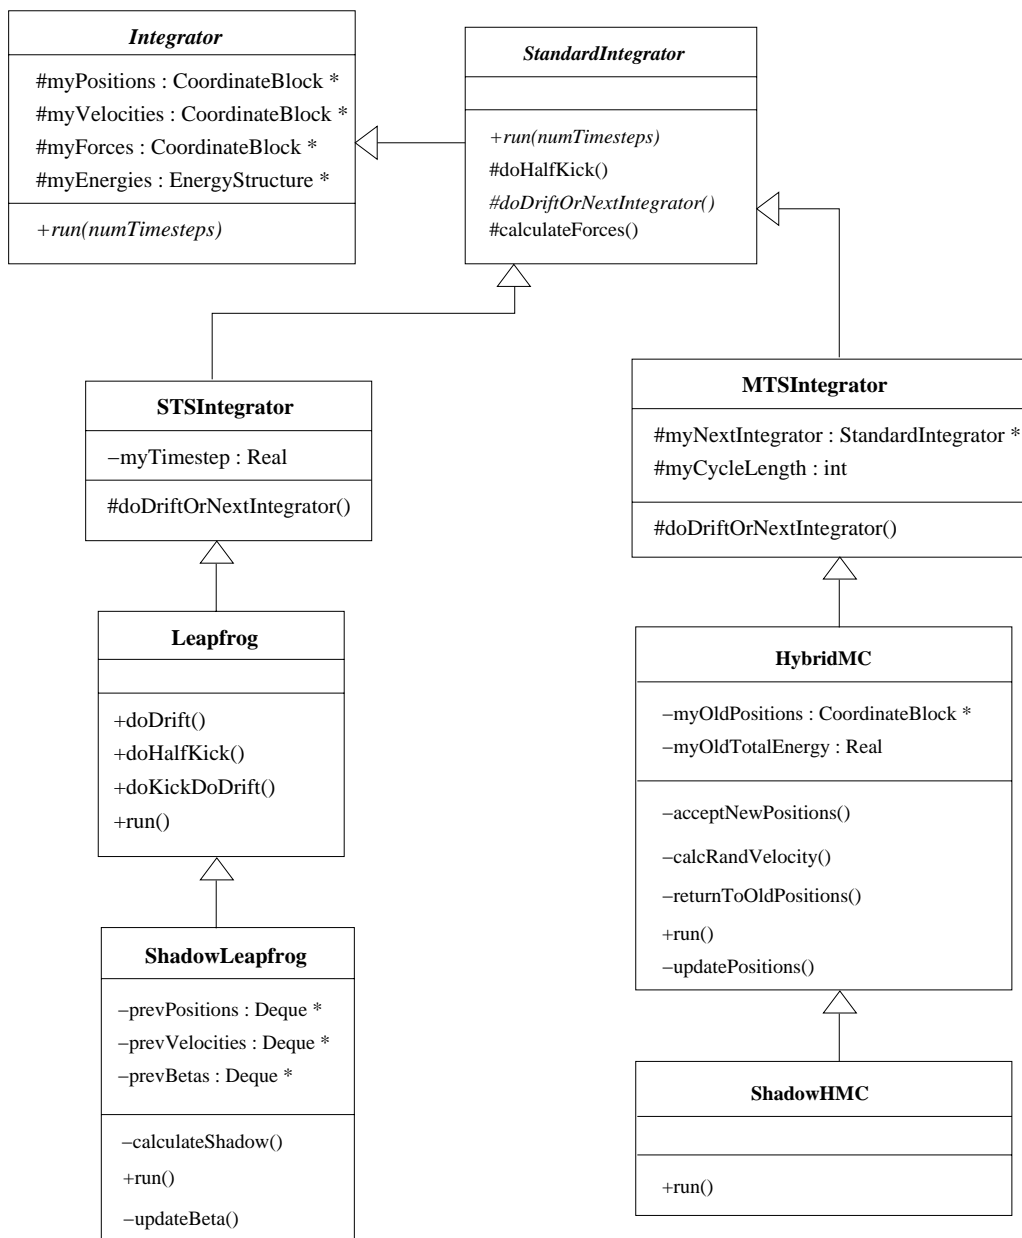 Integrator
#myPositions : CoordinateBlock *
#myVelocities : CoordinateBlock *
#myForces : CoordinateBlock *
#myEnergies : EnergyStructure *
+run(numTimesteps)
StandardIntegrator
+run(numTimesteps)
#doHalfKick()
#doDriftOrNextIntegrator()
#calculateForces()
STSIntegrator
−myTimestep : Real
#doDriftOrNextIntegrator()
MTSIntegrator
#myNextIntegrator : StandardIntegrator *
#myCycleLength : int
#doDriftOrNextIntegrator()
Leapfrog
+doDrift()
+doHalfKick()
+doKickDoDrift()
+run()
HybridMC
−myOldPositions : CoordinateBlock *
−myOldTotalEnergy : Real
−acceptNewPositions()
−calcRandVelocity()
−returnToOldPositions()
+run()
−updatePositions()
ShadowLeapfrog
−prevPositions : Deque *
−prevVelocities : Deque *
−prevBetas : Deque *
−calculateShadow()
+run()
−updateBeta()
ShadowHMC
+run()